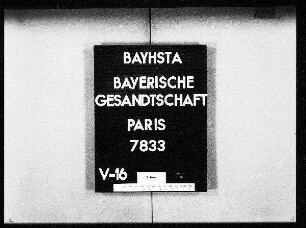 BAYHSTA
BAYERISCHE
GESANDTSCHAFT
PARIS
7833
V-16